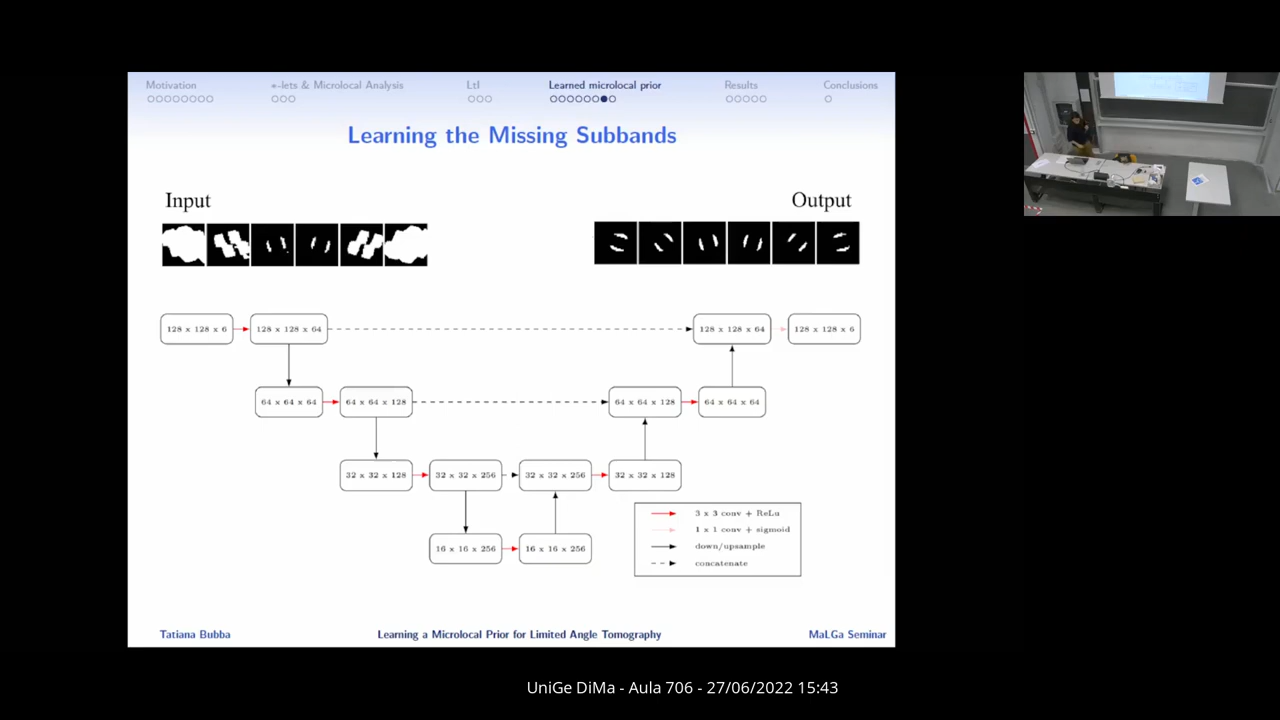 Motivation
*-lets & Microlocal Analysis
LtI
Learned microlocal prior
Results
Conclusions
Learning the Missing Subbands
Input
Output
128 x 128 x 6
128 x 128 x 64
128 x 128 x 64
128 x 128 x 6
64 x 64 x 64
64 x 64 x 128
64 x 64 x 128
64 x 64 x 64
32 x 32 x 128
32 x 32 x 256
32 x 32 x 256
32 x 32 x 128
16 x 16 x 256
16 x 16 x 256
3 x 3 conv + ReLu
1 x 1 conv + sigmoid
down/upsample
concatenate
Tatiana Bubba
Learning a Microlocal Prior for Limited Angle Tomography
MaLGa Seminar
UniGe DiMa - Aula 706 - 27/06/2022 15:43